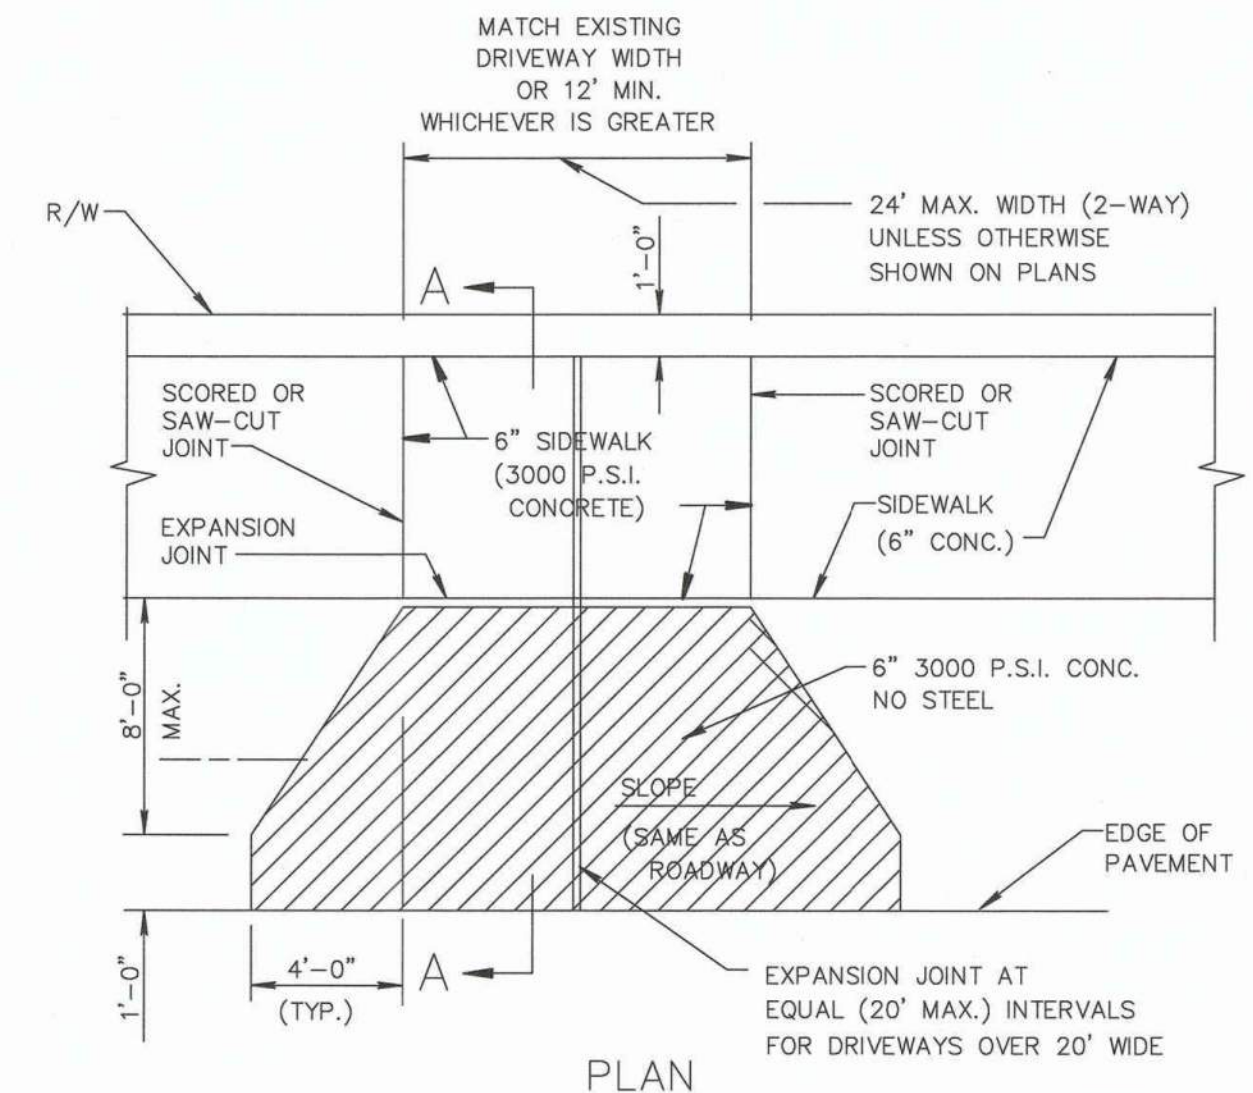 MATCH EXISTING
DRIVEWAY WIDTH
OR 12' MIN.
WHICHEVER IS GREATER
R/W
24' MAX. WIDTH (2-WAY)
UNLESS OTHERWISE
SHOWN ON PLANS
1'-0"
A
SCORED OR
SAW-CUT
JOINT
6" SIDEWALK
(3000 P.S.I.
CONCRETE)
SCORED OR
SAW-CUT
JOINT
EXPANSION
JOINT
SIDEWALK
(6" CONC.)
8'-0"
MAX.
6" 3000 P.S.I. CONC.
NO STEEL
SLOPE
(SAME AS
ROADWAY)
EDGE OF
PAVEMENT
1'-0"
4'-0"
(TYP.)
A
EXPANSION JOINT AT
EQUAL (20' MAX.) INTERVALS
FOR DRIVEWAYS OVER 20' WIDE
PLAN